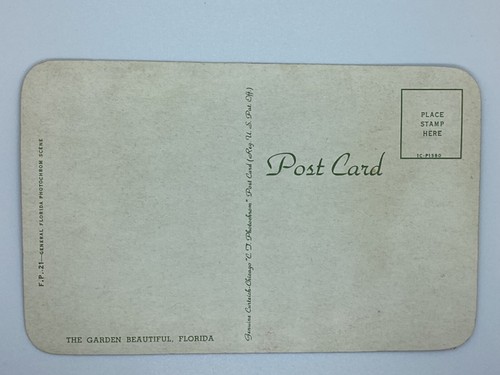 F.P.-21—GENERAL FLORIDA PHOTOCHROM SCENE
THE GARDEN BEAUTIFUL, FLORIDA
Genuine Curteich-Chicago "C.T. Photochrom" Post Card (Reg. U. S. Pat. Off.)
Post Card
PLACE
STAMP
HERE
1C-P1380